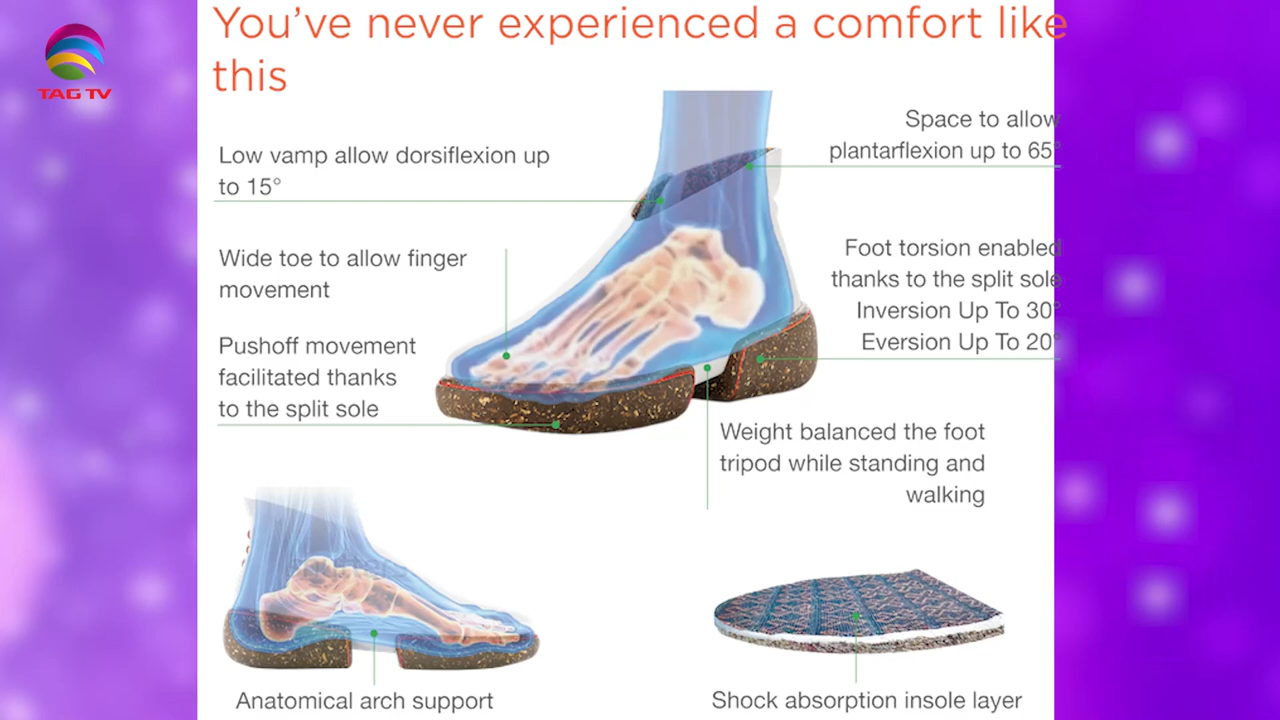 You've never experienced a comfort like
this
TAG TV
Low vamp allow dorsiflexion up
to 15°
Space to allow
plantarflexion up to 65°
Wide toe to allow finger
movement
Foot torsion enabled
thanks to the split sole
Inversion Up To 30°
Eversion Up To 20°
Pushoff movement
facilitated thanks
to the split sole
Weight balanced the foot
tripod while standing and
walking
Anatomical arch support
Shock absorption insole layer